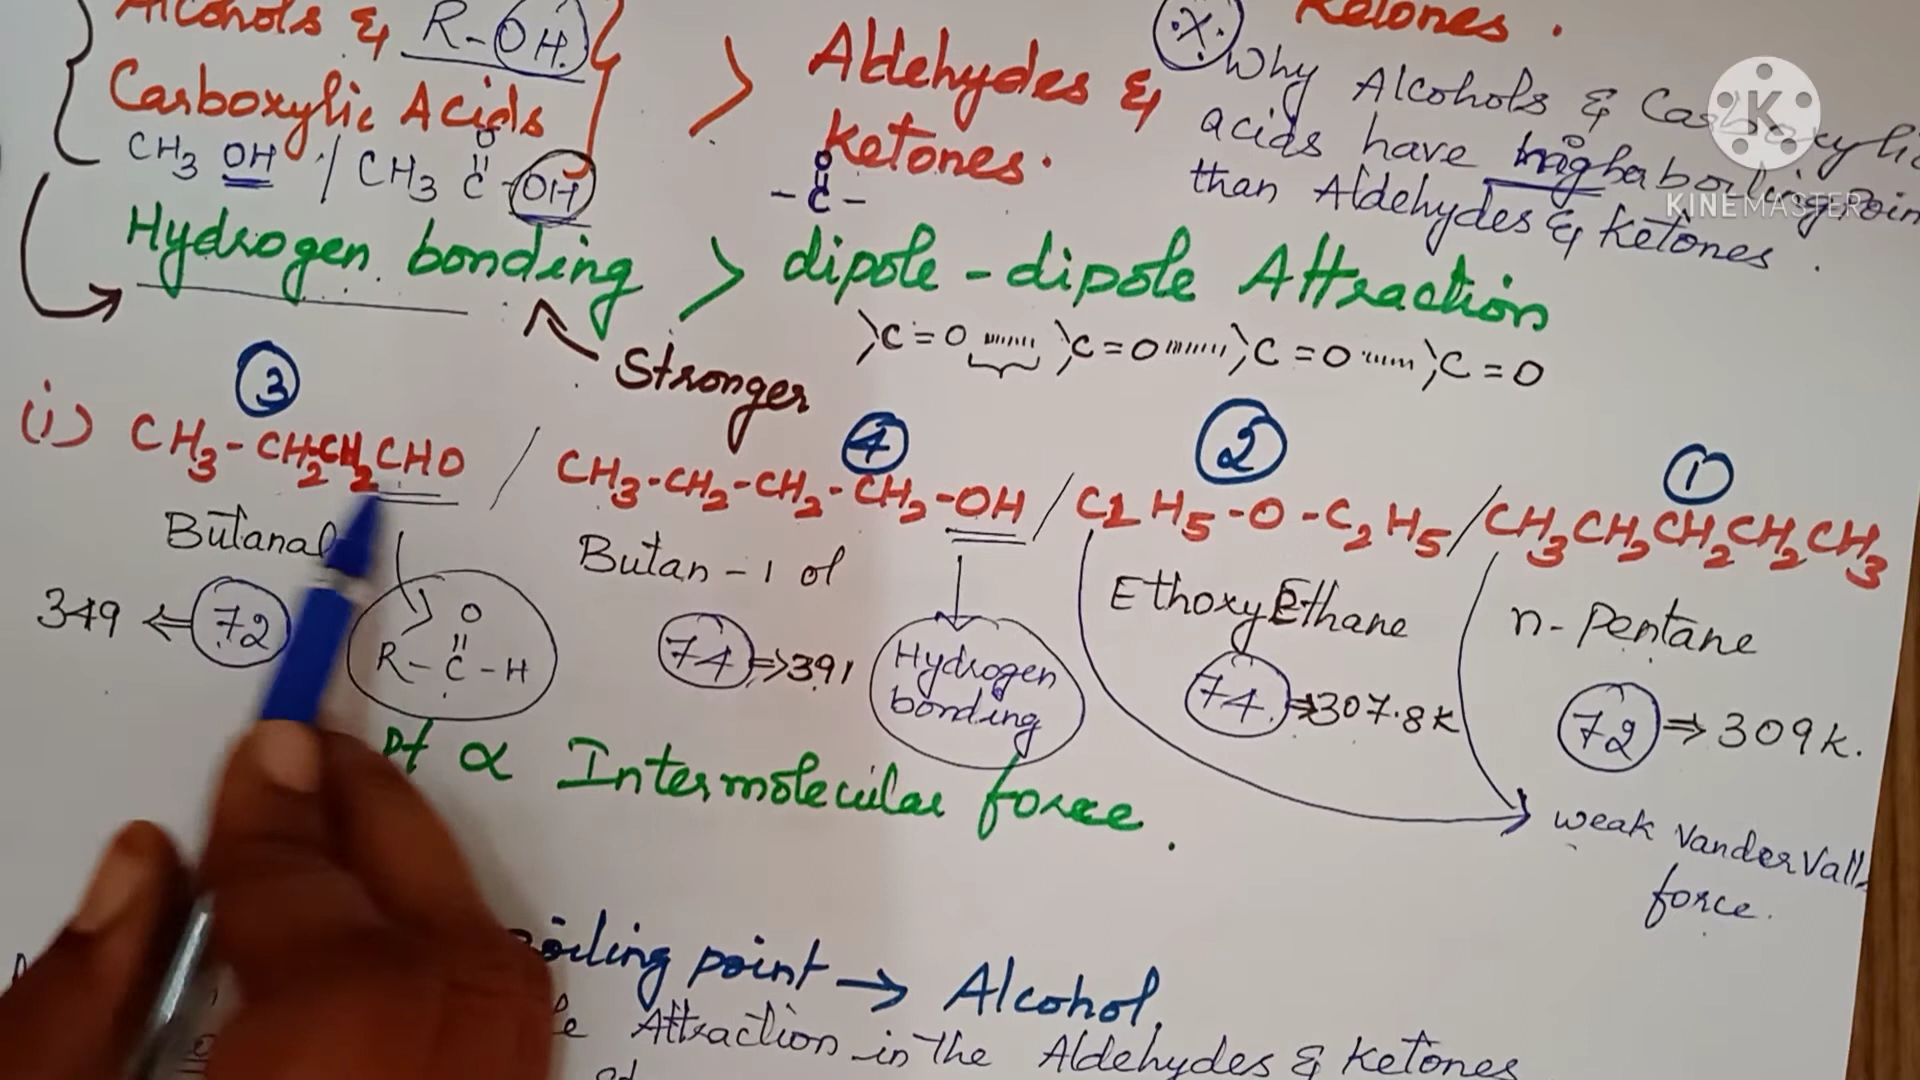 Alcohols & R-OH
Carboxylic Acids > Aldehydes & Ketones.
CH3 OH / CH3 C -OH
O
O
-C-
Ketones.
.X. Why Alcohols & Carboxylic
acids have higher boiling poin
than Aldehydes & Ketones.
K
KINEMASTER
Hydrogen bonding > dipole - dipole Attraction
Stronger
C = O ...... C = O ....... C = O ...... C = O
3
4
2
1
(i) CH3 - CH2CH2CHO / CH3-CH2-CH2-CH2-OH / C2H5-O-C2H5 / CH3CH2CH2CH2CH3
Butanal
Butan-1 ol
Ethoxy Ethane
n-Pentane
349 ⇐ 72
O
R-C-H
74 ⇒ 391
Hydrogen
bonding
74 ⇒ 307.8K
72 ⇒ 309K.
pt α Intermolecular force.
weak Vander Valls
force.
boiling point → Alcohol,
Attraction in the Aldehydes & Ketones